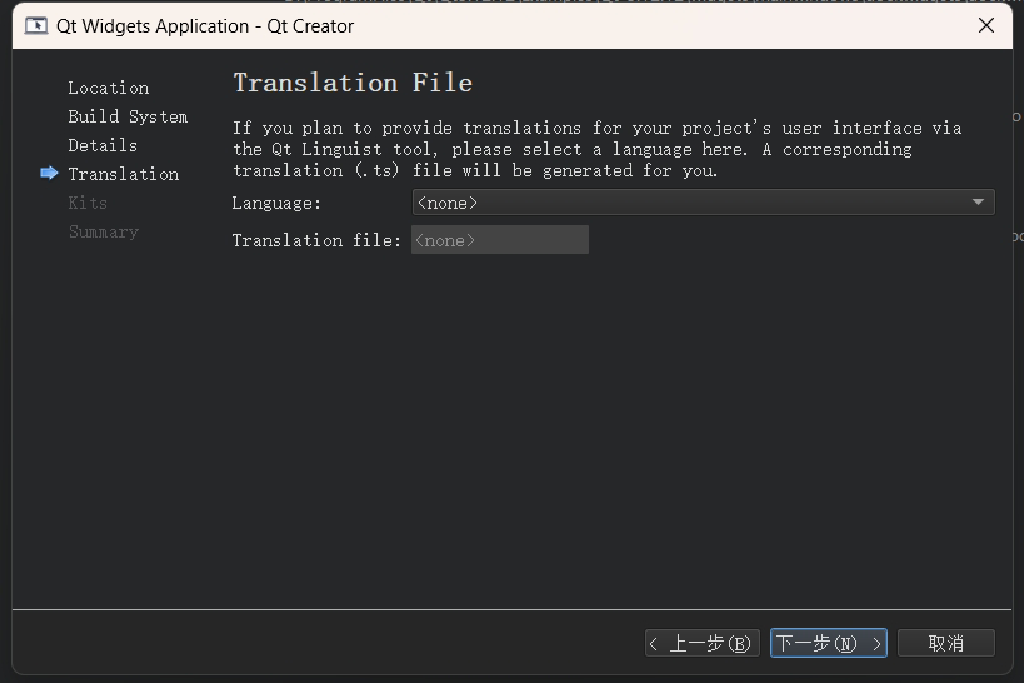 Qt Widgets Application - Qt Creator
Location
Build System
Details
Translation
Kits
Summary
Translation File
If you plan to provide translations for your project's user interface via
the Qt Linguist tool, please select a language here. A corresponding
translation (.ts) file will be generated for you.
Language: <none>
Translation file: <none>
< 上一步(B) 下一步(N) > 取消